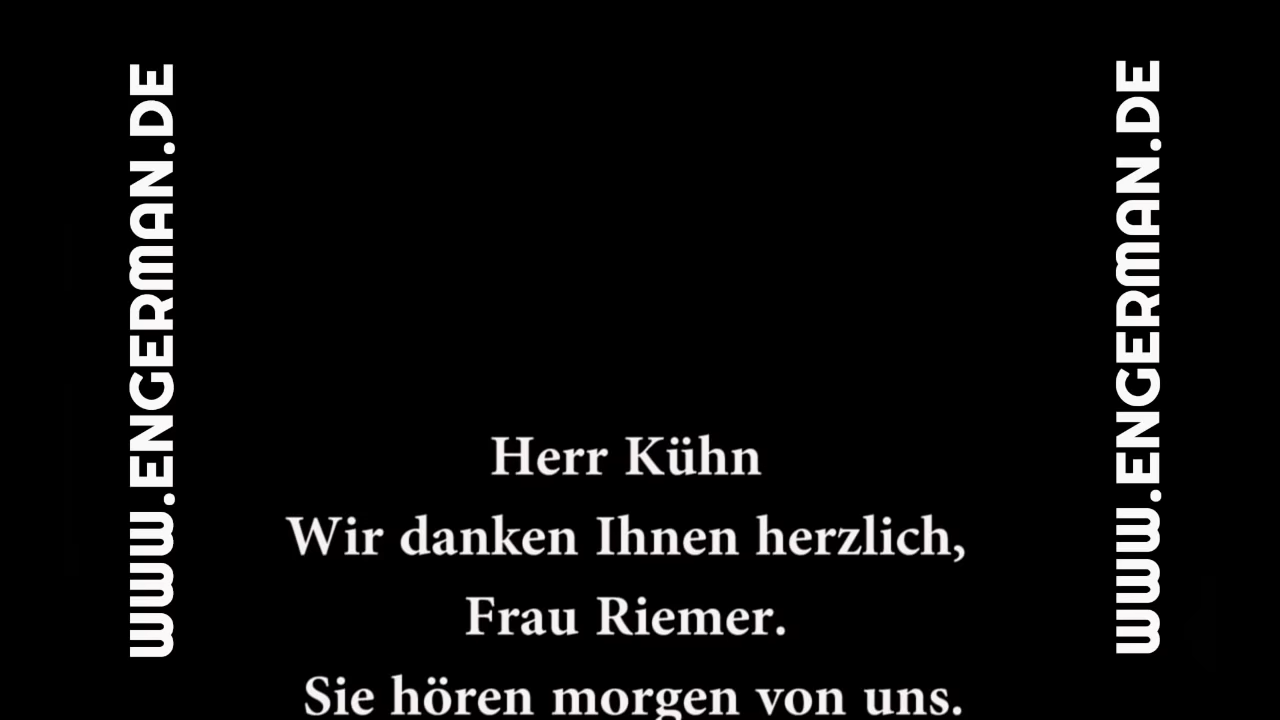 WWW.ENGERMAN.DE
Herr Kühn
Wir danken Ihnen herzlich,
Frau Riemer.
Sie hören morgen von uns.
WWW.ENGERMAN.DE